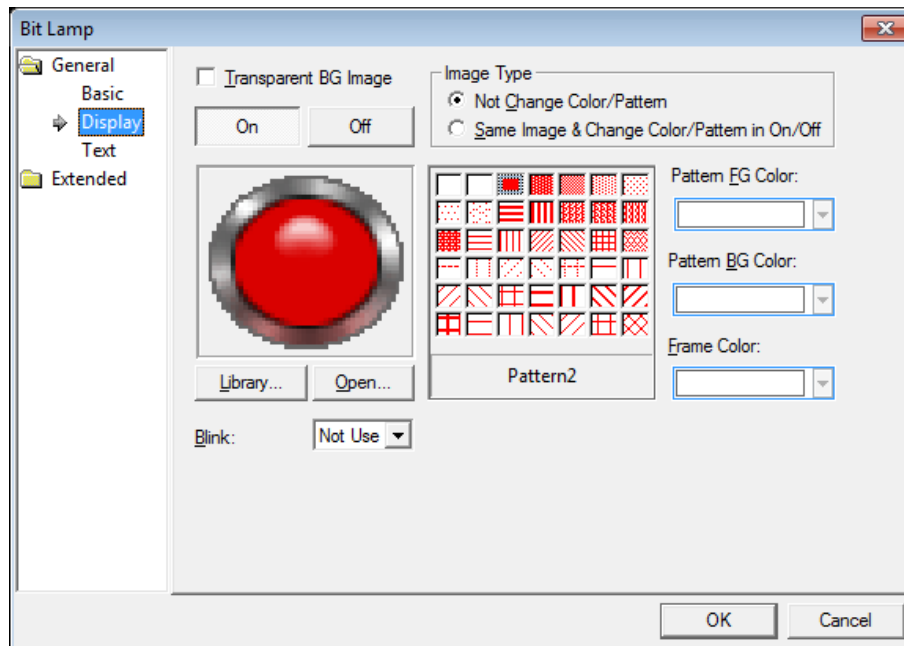 Bit Lamp
General
Basic
Display
Text
Extended
Transparent BG Image
On
Off
Image Type
Not Change Color/Pattern
Same Image & Change Color/Pattern in On/Off
Pattern2
Library...
Open...
Blink:
Not Use
Pattern FG Color:
Pattern BG Color:
Frame Color:
OK
Cancel